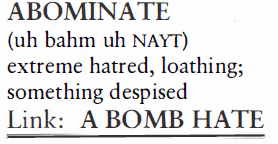 ABOMINATE
(uh bahm uh NAYT)
extreme hatred, loathing;
something despised
Link: A BOMB HATE